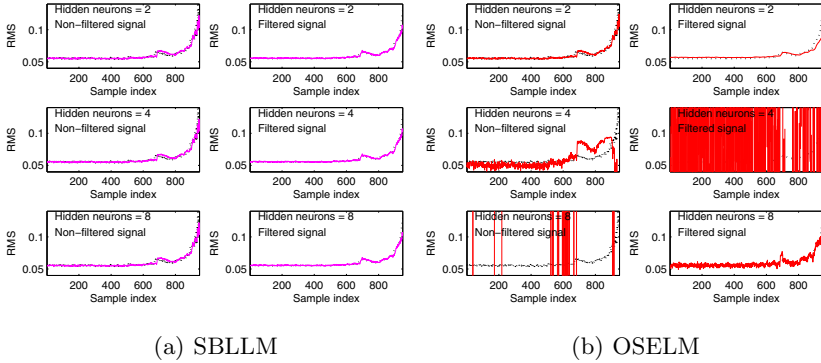 Hidden neurons = 2
Non−filtered signal
RMS
0.1
0.05
200 400 600 800
Sample index
Hidden neurons = 2
Filtered signal
RMS
0.1
0.05
200 400 600 800
Sample index
Hidden neurons = 4
Non−filtered signal
RMS
0.1
0.05
200 400 600 800
Sample index
Hidden neurons = 4
Filtered signal
RMS
0.1
0.05
200 400 600 800
Sample index
Hidden neurons = 8
Non−filtered signal
RMS
0.1
0.05
200 400 600 800
Sample index
Hidden neurons = 8
Filtered signal
RMS
0.1
0.05
200 400 600 800
Sample index
(a) SBLLM
Hidden neurons = 2
Non−filtered signal
RMS
0.1
0.05
200 400 600 800
Sample index
Hidden neurons = 2
Filtered signal
RMS
0.1
0.05
200 400 600 800
Sample index
Hidden neurons = 4
Non−filtered signal
RMS
0.1
0.05
200 400 600 800
Sample index
Hidden neurons = 4
Filtered signal
RMS
0.1
0.05
200 400 600 800
Sample index
Hidden neurons = 8
Non−filtered signal
RMS
0.1
0.05
200 400 600 800
Sample index
Hidden neurons = 8
Filtered signal
RMS
0.1
0.05
200 400 600 800
Sample index
(b) OSELM